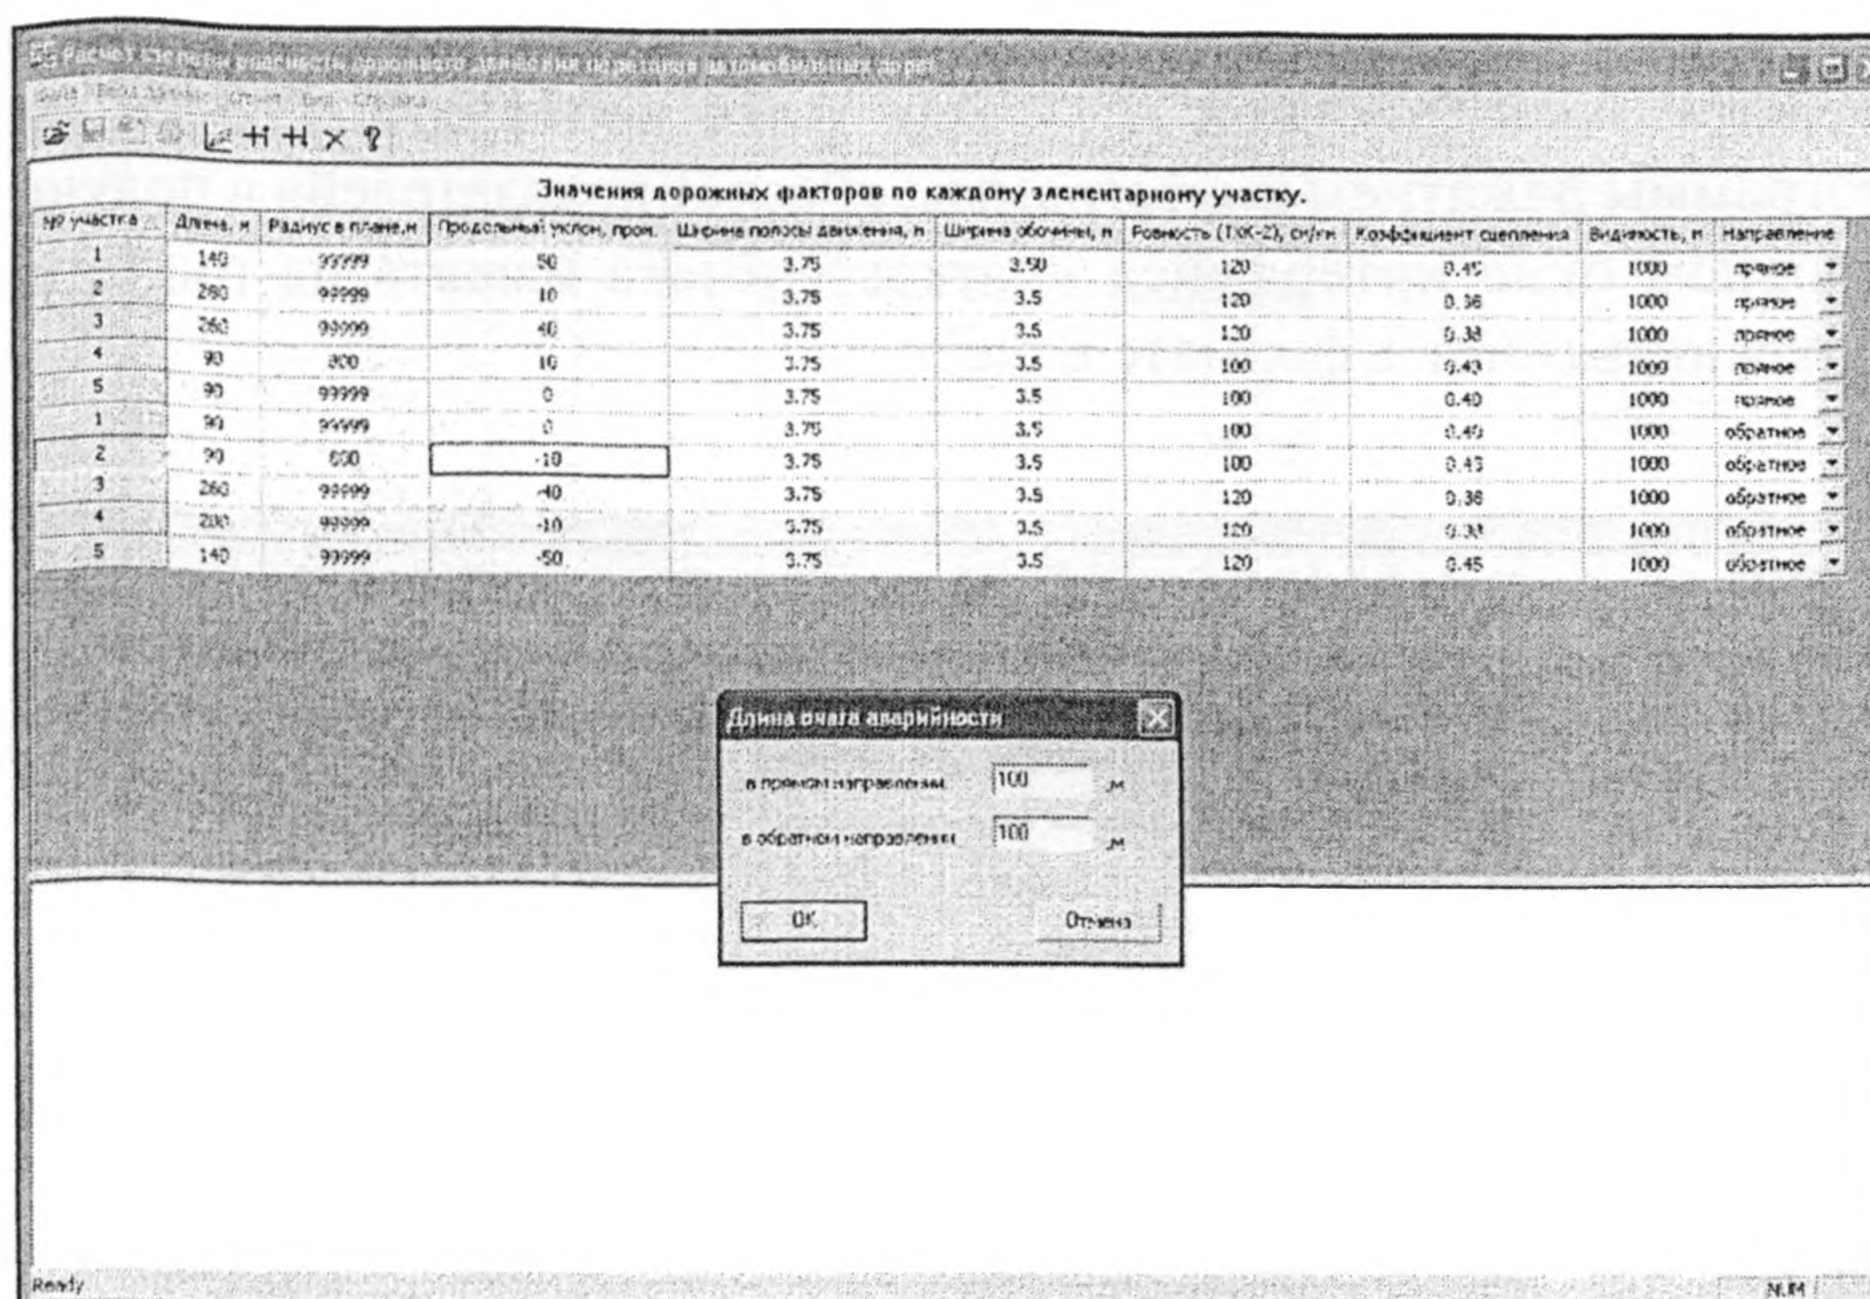 Расчет степени опасности дорожного движения перегонов автомобильных дорог
Значения дорожных факторов по каждому элементарному участку.
№ участка Длина, м Радиус в плане,м Продольный уклон, пром. Ширина полосы движения, м Ширина обочины, м Ровность (ТХК-2), см/км Коэффициент сцепления Видимость, м Направление
1 140 99999 50 3.75 3.50 120 0.45 1000 прямое
2 280 99999 10 3.75 3.5 120 1000 прямое
3 260 99999 40 3.75 3.5 120 0.38 1000 прямое
4 90 10 3.75 3.5 100 0.43 1000 прямое
5 90 99999 0 3.75 3.5 100 0.40 1000 прямое
1 90 99999 0 3.75 3.5 100 0.40 1000 обратное
2 90 -10 3.75 3.5 100 0.43 1000 обратное
3 260 99999 -40 3.75 3.5 120 1000 обратное
4 99999 -10 3.75 3.5 120 0.38 1000 обратное
5 140 99999 -50 3.75 3.5 120 0.45 1000 обратное
Длина очага аварийности
в прямом направлении 100 ,м
в обратном направлении 100 ,м
OK Отмена
Ready NUM